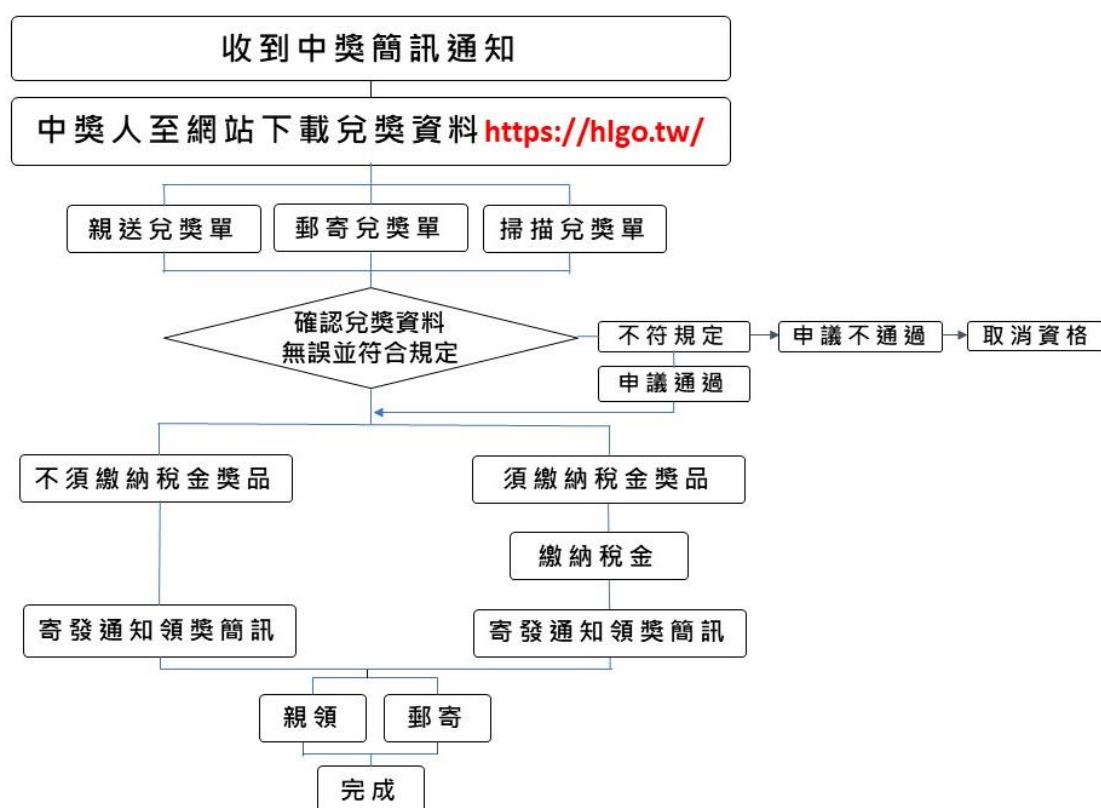 收到中獎簡訊通知
中獎人至網站下載兌獎資料https://hlgo.tw/
親送兌獎單
郵寄兌獎單
掃描兌獎單
確認兌獎資料
無誤並符合規定
不符規定
申議不通過
取消資格
申議通過
不須繳納稅金獎品
須繳納稅金獎品
繳納稅金
寄發通知領獎簡訊
寄發通知領獎簡訊
親領
郵寄
完成